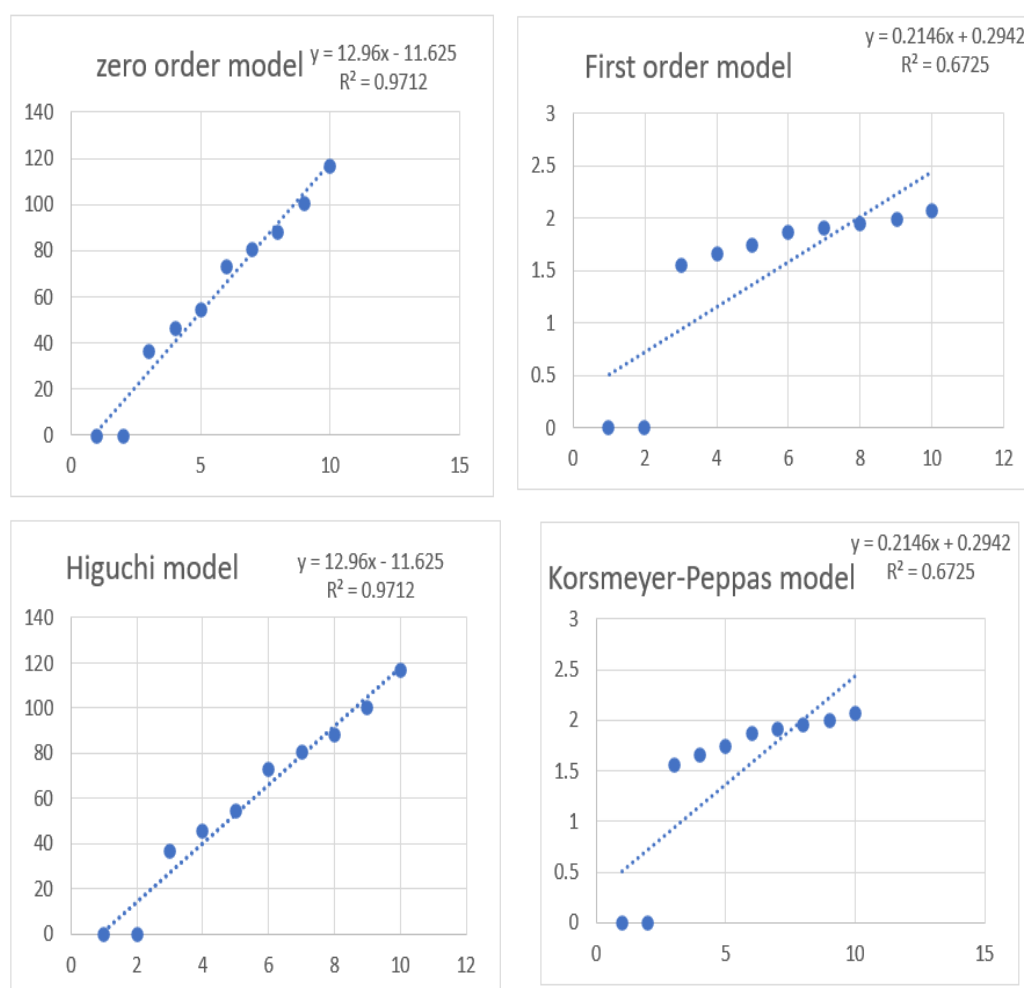 zero order model
y = 12.96x - 11.625
R² = 0.9712
140
120
100
80
60
40
20
0
0 5 10 15
First order model
y = 0.2146x + 0.2942
R² = 0.6725
3
2.5
2
1.5
1
0.5
0
0 2 4 6 8 10 12
Higuchi model
y = 12.96x - 11.625
R² = 0.9712
140
120
100
80
60
40
20
0
0 2 4 6 8 10 12
Korsmeyer-Peppas model
y = 0.2146x + 0.2942
R² = 0.6725
3
2.5
2
1.5
1
0.5
0
0 5 10 15